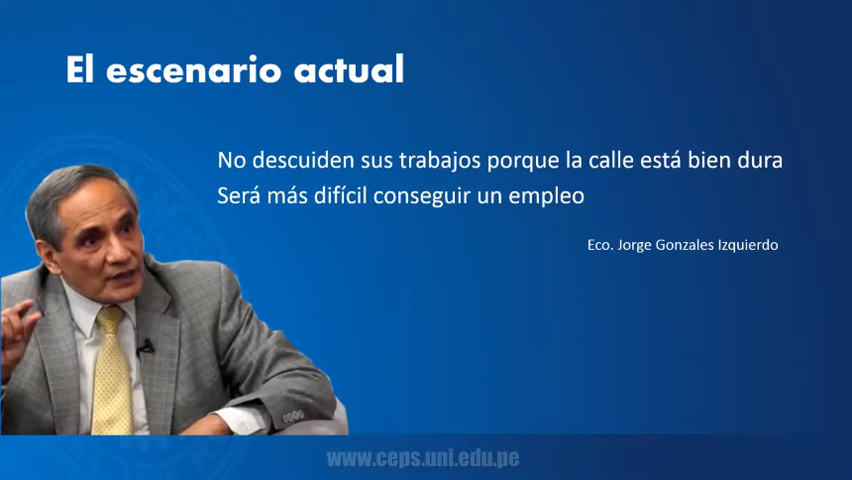 El escenario actual
No descuiden sus trabajos porque la calle está bien dura
Será más difícil conseguir un empleo
Eco. Jorge Gonzales Izquierdo
www.ceps.uni.edu.pe